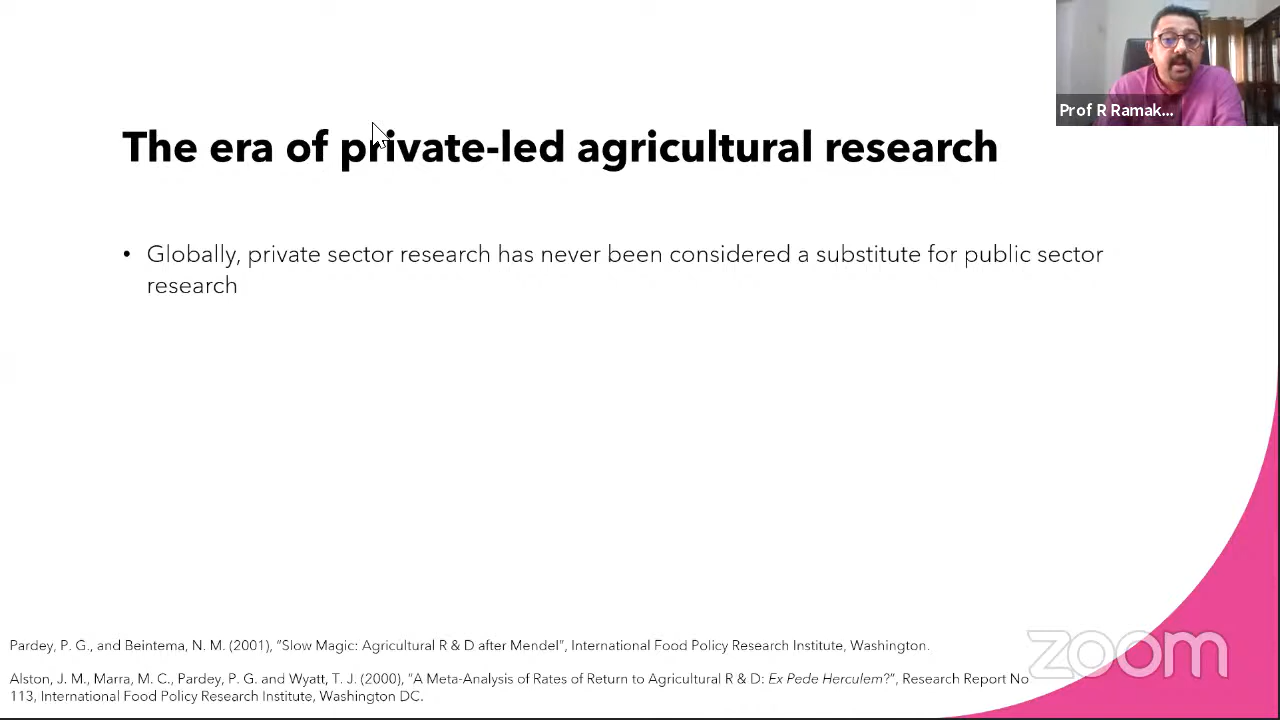 Prof R Ramak...
The era of private-led agricultural research
• Globally, private sector research has never been considered a substitute for public sector
research
Pardey, P. G., and Beintema, N. M. (2001), "Slow Magic: Agricultural R & D after Mendel", International Food Policy Research Institute, Washington.
Alston, J. M., Marra, M. C., Pardey, P. G. and Wyatt, T. J. (2000), "A Meta-Analysis of Rates of Return to Agricultural R & D: Ex Pede Herculem?", Research Report No
113, International Food Policy Research Institute, Washington DC.
zoom